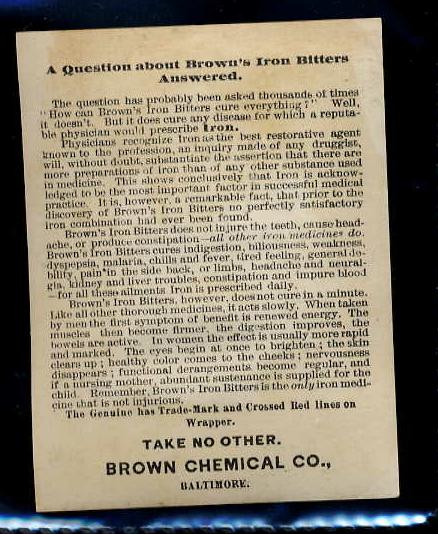 A Question about Brown's Iron Bitters
Answered.
The question has probably been asked thousands of times
"How can Brown's Iron Bitters cure everything?" Well,
it doesn't. But it does cure any disease for which a reputa-
ble physician would prescribe Iron.
Physicians recognize Iron as the best restorative agent
known to the profession, an inquiry made of any druggist,
will, without doubt, substantiate the assertion that there are
more preparations of Iron than of any other substance used
in medicine. This shows conclusively that Iron is acknow-
ledged to be the most important factor in successful medical
practice. It is, however, a remarkable fact, that prior to the
discovery of Brown's Iron Bitters no perfectly satisfactory
iron combination had ever been found.
Brown's Iron Bitters does not injure the teeth, cause head-
ache, or produce constipation—all other iron medicines do.
Brown's Iron Bitters cures indigestion, biliousness, weakness,
dyspepsia, malaria, chills and fever, tired feeling, general de-
bility, pain in the side back, or limbs, headache and neural-
gia, kidney and liver troubles, constipation and impure blood
—for all these ailments Iron is prescribed daily.
Brown's Iron Bitters, however, does not cure in a minute.
Like all other thorough medicines, it acts slowly. When taken
by men the first symptom of benefit is renewed energy. The
muscles then become firmer, the digestion improves, the
bowels are active. In women the effect is usually more rapid
and marked. The eyes begin at once to brighten; the skin
clears up; healthy color comes to the cheeks; nervousness
disappears; functional derangements become regular, and
if a nursing mother, abundant sustenance is supplied for the
child. Remember, Brown's Iron Bitters is the only iron medi-
cine that is not injurious.
The Genuine has Trade-Mark and Crossed Red lines on
Wrapper.
TAKE NO OTHER.
BROWN CHEMICAL CO.,
BALTIMORE.